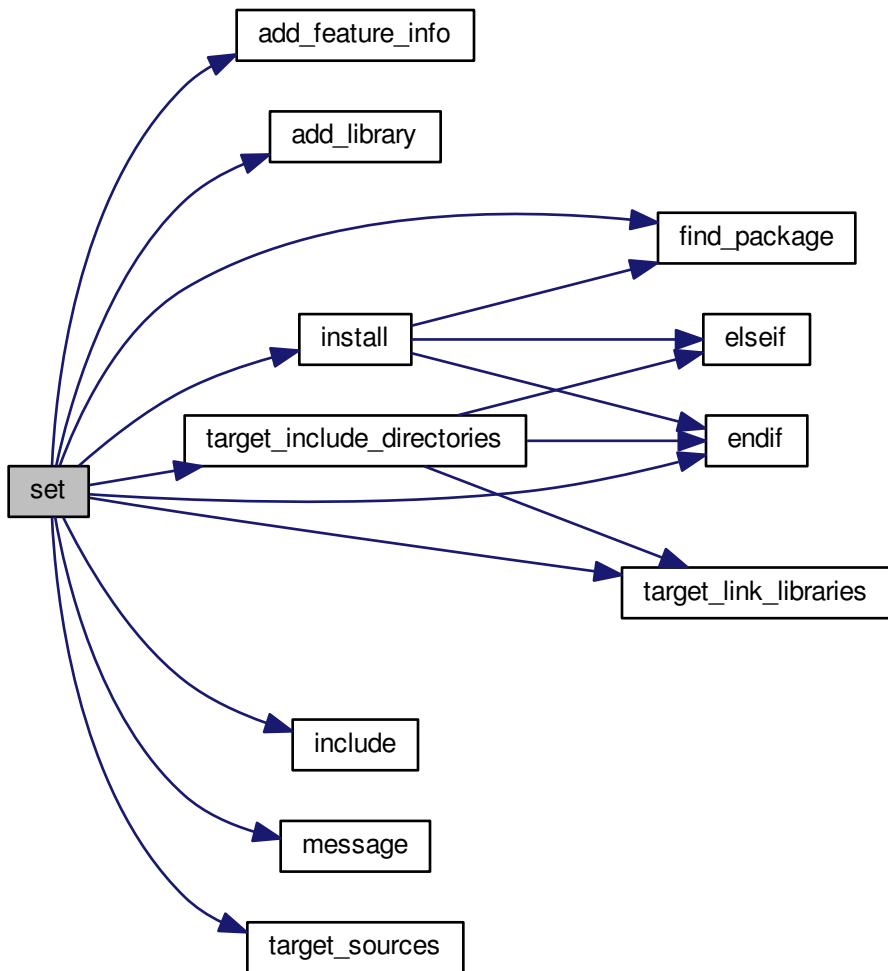 add_feature_info
add_library
find_package
install
elseif
target_include_directories
endif
set
target_link_libraries
include
message
target_sources